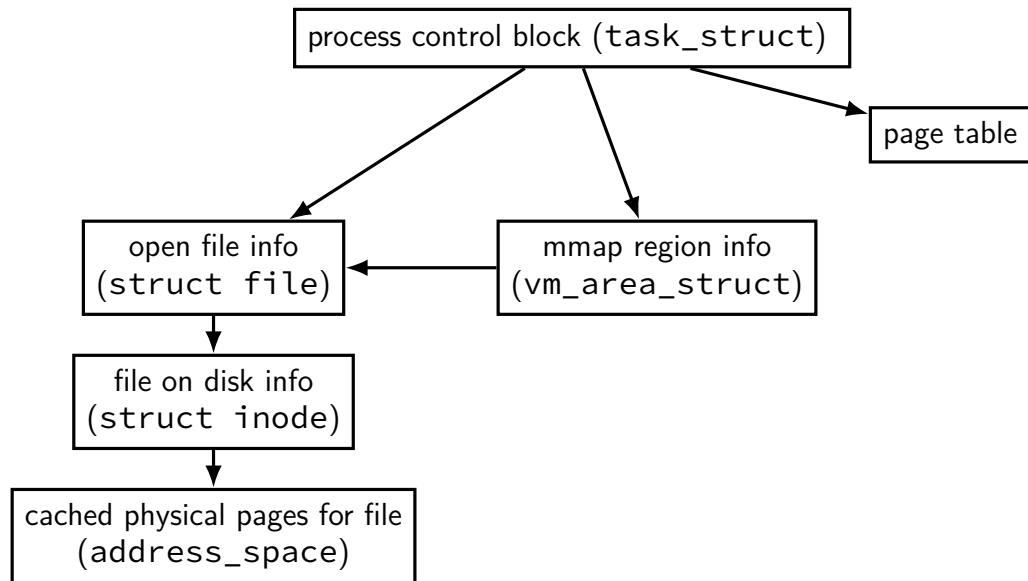 process control block (task_struct)
page table
open file info
(struct file)
mmap region info
(vm_area_struct)
file on disk info
(struct inode)
cached physical pages for file
(address_space)